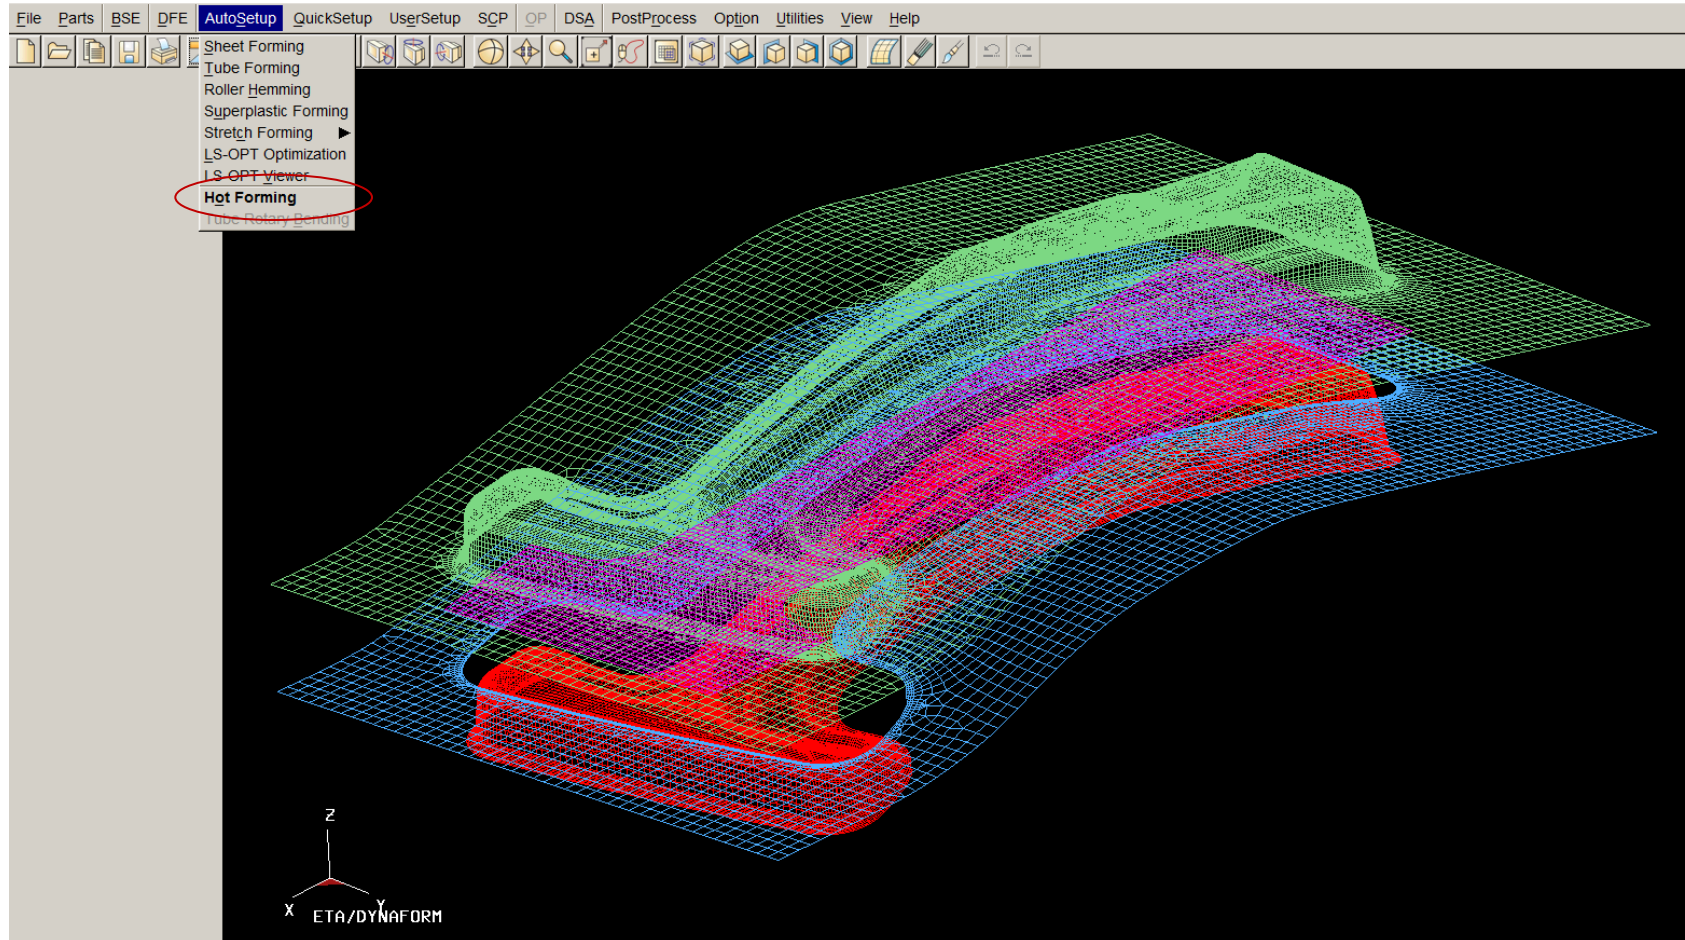 File Parts BSE DFE AutoSetup QuickSetup UserSetup SCP OP DSA PostProcess Option Utilities View Help
Sheet Forming
Tube Forming
Roller Hemming
Superplastic Forming
Stretch Forming
LS-OPT Optimization
LS-OPT Viewer
Hot Forming
Tube Rotary Bending
Z
X
Y
ETA/DYNAFORM